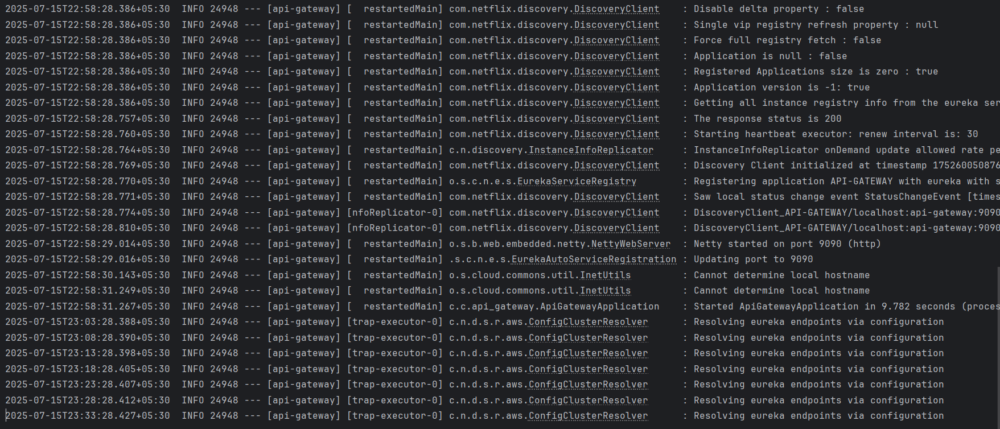 2025-07-15T22:58:28.386+05:30  INFO 24948 --- [api-gateway] [  restartedMain] com.netflix.discovery.DiscoveryClient    : Disable delta property : false
2025-07-15T22:58:28.386+05:30  INFO 24948 --- [api-gateway] [  restartedMain] com.netflix.discovery.DiscoveryClient    : Single vip registry refresh property : null
2025-07-15T22:58:28.386+05:30  INFO 24948 --- [api-gateway] [  restartedMain] com.netflix.discovery.DiscoveryClient    : Force full registry fetch : false
2025-07-15T22:58:28.386+05:30  INFO 24948 --- [api-gateway] [  restartedMain] com.netflix.discovery.DiscoveryClient    : Application is null : false
2025-07-15T22:58:28.386+05:30  INFO 24948 --- [api-gateway] [  restartedMain] com.netflix.discovery.DiscoveryClient    : Registered Applications size is zero : true
2025-07-15T22:58:28.386+05:30  INFO 24948 --- [api-gateway] [  restartedMain] com.netflix.discovery.DiscoveryClient    : Application version is -1: true
2025-07-15T22:58:28.386+05:30  INFO 24948 --- [api-gateway] [  restartedMain] com.netflix.discovery.DiscoveryClient    : Getting all instance registry info from the eureka ser
2025-07-15T22:58:28.757+05:30  INFO 24948 --- [api-gateway] [  restartedMain] com.netflix.discovery.DiscoveryClient    : The response status is 200
2025-07-15T22:58:28.760+05:30  INFO 24948 --- [api-gateway] [  restartedMain] com.netflix.discovery.DiscoveryClient    : Starting heartbeat executor: renew interval is: 30
2025-07-15T22:58:28.764+05:30  INFO 24948 --- [api-gateway] [  restartedMain] c.n.discovery.InstanceInfoReplicator     : InstanceInfoReplicator onDemand update allowed rate pe
2025-07-15T22:58:28.769+05:30  INFO 24948 --- [api-gateway] [  restartedMain] com.netflix.discovery.DiscoveryClient    : Discovery Client initialized at timestamp 175260050876
2025-07-15T22:58:28.770+05:30  INFO 24948 --- [api-gateway] [  restartedMain] o.s.c.n.e.s.EurekaServiceRegistry        : Registering application API-GATEWAY with eureka with s
2025-07-15T22:58:28.771+05:30  INFO 24948 --- [api-gateway] [  restartedMain] com.netflix.discovery.DiscoveryClient    : Saw local status change event StatusChangeEvent [times
2025-07-15T22:58:28.774+05:30  INFO 24948 --- [api-gateway] [nfoReplicator-0] com.netflix.discovery.DiscoveryClient    : DiscoveryClient_API-GATEWAY/localhost:api-gateway:9090
2025-07-15T22:58:28.810+05:30  INFO 24948 --- [api-gateway] [nfoReplicator-0] com.netflix.discovery.DiscoveryClient    : DiscoveryClient_API-GATEWAY/localhost:api-gateway:9090
2025-07-15T22:58:29.014+05:30  INFO 24948 --- [api-gateway] [  restartedMain] o.s.b.web.embedded.netty.NettyWebServer  : Netty started on port 9090 (http)
2025-07-15T22:58:29.016+05:30  INFO 24948 --- [api-gateway] [  restartedMain] .s.c.n.e.s.EurekaAutoServiceRegistration : Updating port to 9090
2025-07-15T22:58:30.143+05:30  INFO 24948 --- [api-gateway] [  restartedMain] o.s.cloud.commons.util.InetUtils         : Cannot determine local hostname
2025-07-15T22:58:31.249+05:30  INFO 24948 --- [api-gateway] [  restartedMain] o.s.cloud.commons.util.InetUtils         : Cannot determine local hostname
2025-07-15T22:58:31.267+05:30  INFO 24948 --- [api-gateway] [  restartedMain] c.c.api_gateway.ApiGatewayApplication    : Started ApiGatewayApplication in 9.782 seconds (proces
2025-07-15T23:03:28.388+05:30  INFO 24948 --- [api-gateway] [trap-executor-0] c.n.d.s.r.aws.ConfigClusterResolver      : Resolving eureka endpoints via configuration
2025-07-15T23:08:28.390+05:30  INFO 24948 --- [api-gateway] [trap-executor-0] c.n.d.s.r.aws.ConfigClusterResolver      : Resolving eureka endpoints via configuration
2025-07-15T23:13:28.398+05:30  INFO 24948 --- [api-gateway] [trap-executor-0] c.n.d.s.r.aws.ConfigClusterResolver      : Resolving eureka endpoints via configuration
2025-07-15T23:18:28.405+05:30  INFO 24948 --- [api-gateway] [trap-executor-0] c.n.d.s.r.aws.ConfigClusterResolver      : Resolving eureka endpoints via configuration
2025-07-15T23:23:28.407+05:30  INFO 24948 --- [api-gateway] [trap-executor-0] c.n.d.s.r.aws.ConfigClusterResolver      : Resolving eureka endpoints via configuration
2025-07-15T23:28:28.412+05:30  INFO 24948 --- [api-gateway] [trap-executor-0] c.n.d.s.r.aws.ConfigClusterResolver      : Resolving eureka endpoints via configuration
2025-07-15T23:33:28.427+05:30  INFO 24948 --- [api-gateway] [trap-executor-0] c.n.d.s.r.aws.ConfigClusterResolver      : Resolving eureka endpoints via configuration